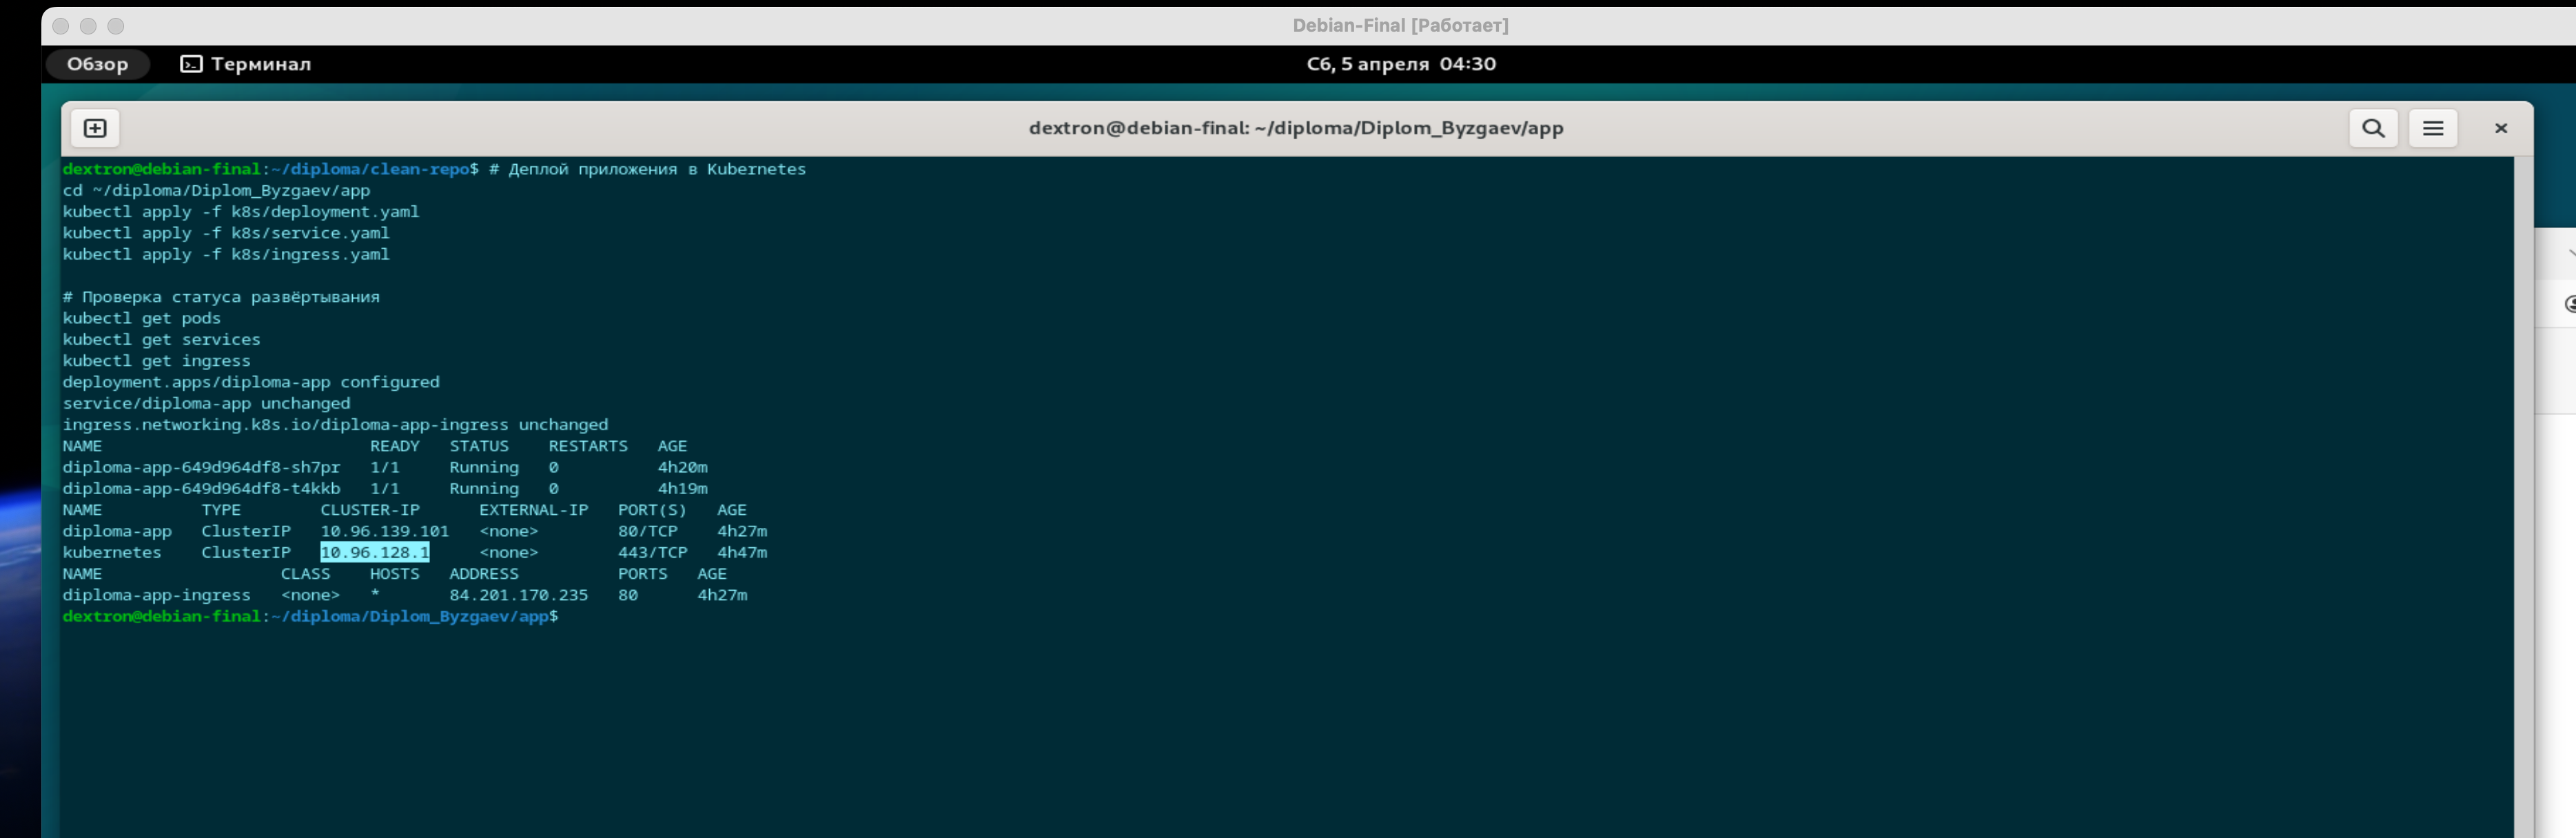 Debian-Final [Работает]
Обзор Терминал Сб, 5 апреля 04:30
dextron@debian-final: ~/diploma/Diplom_Byzgaev/app
dextron@debian-final:~/diploma/clean-repo$ # Деплой приложения в Kubernetes
cd ~/diploma/Diplom_Byzgaev/app
kubectl apply -f k8s/deployment.yaml
kubectl apply -f k8s/service.yaml
kubectl apply -f k8s/ingress.yaml
# Проверка статуса развёртывания
kubectl get pods
kubectl get services
kubectl get ingress
deployment.apps/diploma-app configured
service/diploma-app unchanged
ingress.networking.k8s.io/diploma-app-ingress unchanged
NAME READY STATUS RESTARTS AGE
diploma-app-649d964df8-sh7pr 1/1 Running 0 4h20m
diploma-app-649d964df8-t4kkb 1/1 Running 0 4h19m
NAME TYPE CLUSTER-IP EXTERNAL-IP PORT(S) AGE
diploma-app ClusterIP 10.96.139.101 <none> 80/TCP 4h27m
kubernetes ClusterIP 10.96.128.1 <none> 443/TCP 4h47m
NAME CLASS HOSTS ADDRESS PORTS AGE
diploma-app-ingress <none> * 84.201.170.235 80 4h27m
dextron@debian-final:~/diploma/Diplom_Byzgaev/app$